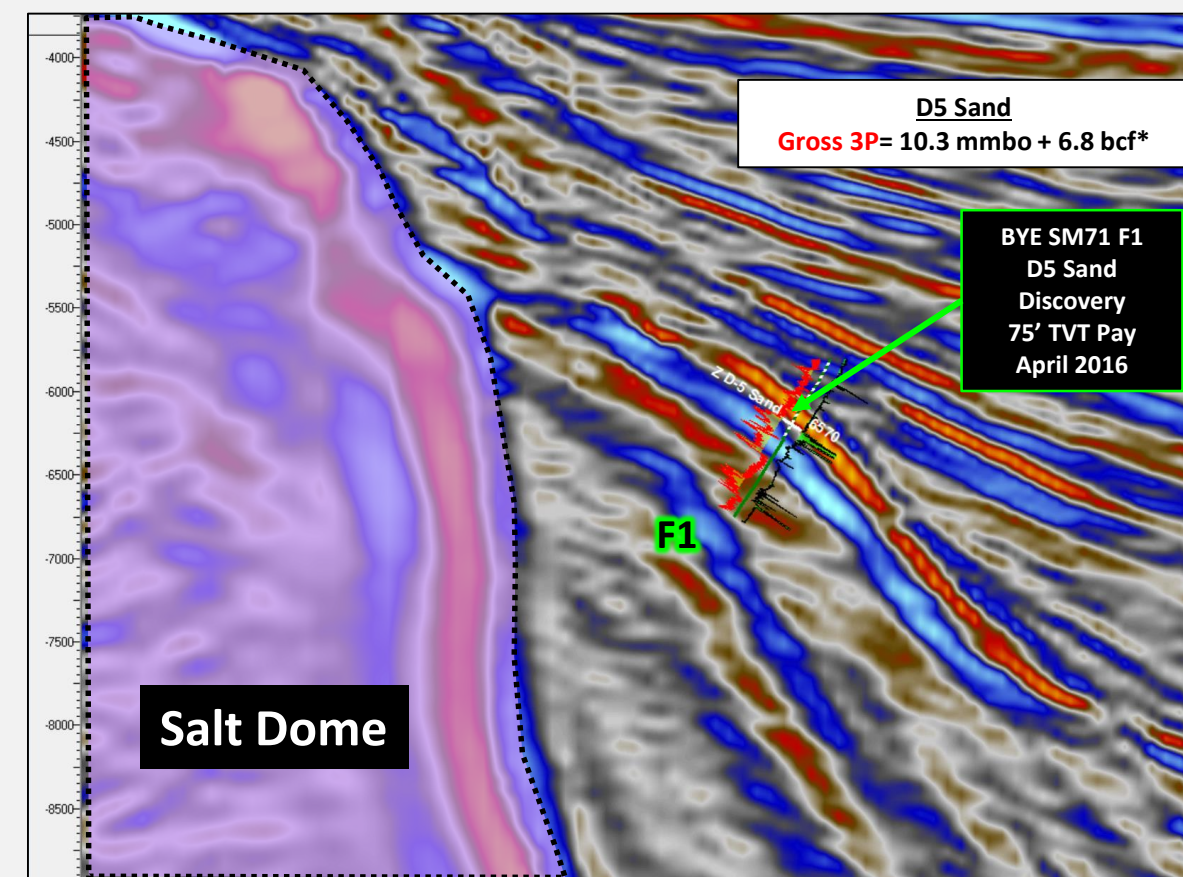 -4000
-4500
-5000
-5500
-6000
-6500
-7000
-7500
-8000
-8500
D5 Sand
Gross 3P= 10.3 mmbo + 6.8 bcf*
BYE SM71 F1
D5 Sand
Discovery
75’ TVT Pay
April 2016
Z D-5 Sand
6570
F1
Salt Dome